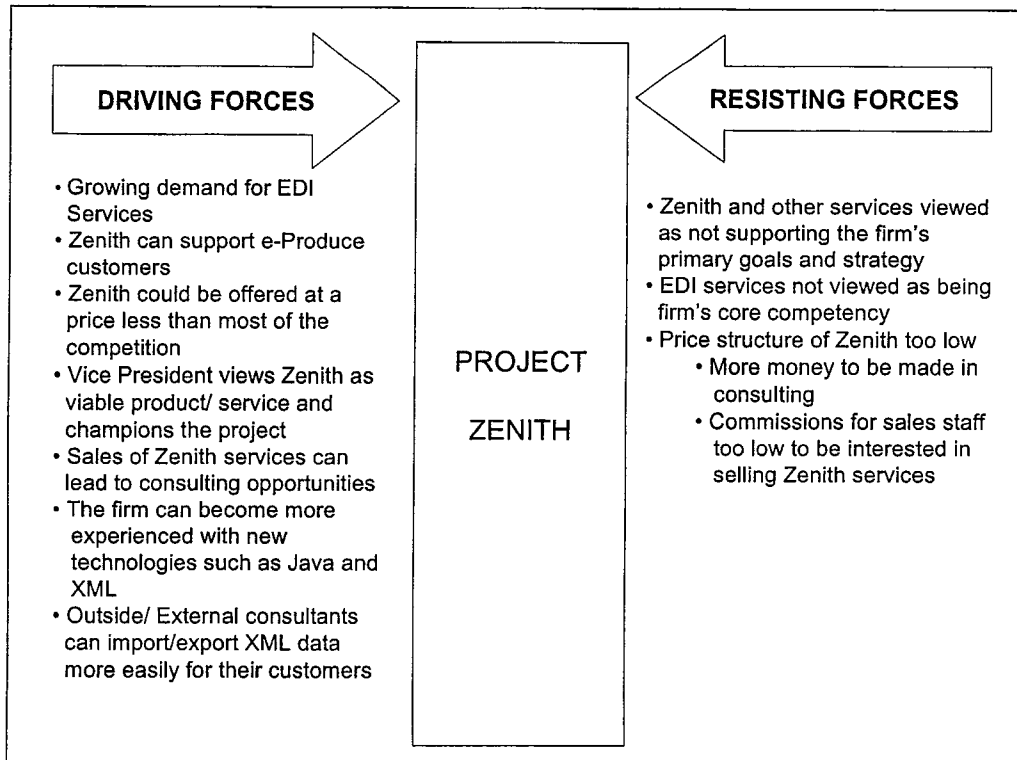 DRIVING FORCES
• Growing demand for EDI
Services
• Zenith can support e-Produce
customers
• Zenith could be offered at a
price less than most of the
competition
• Vice President views Zenith as
viable product/ service and
champions the project
• Sales of Zenith services can
lead to consulting opportunities
• The firm can become more
experienced with new
technologies such as Java and
XML
• Outside/ External consultants
can import/export XML data
more easily for their customers
PROJECT
ZENITH
RESISTING FORCES
• Zenith and other services viewed
as not supporting the firm's
primary goals and strategy
• EDI services not viewed as being
firm's core competency
• Price structure of Zenith too low
• More money to be made in
consulting
• Commissions for sales staff
too low to be interested in
selling Zenith services